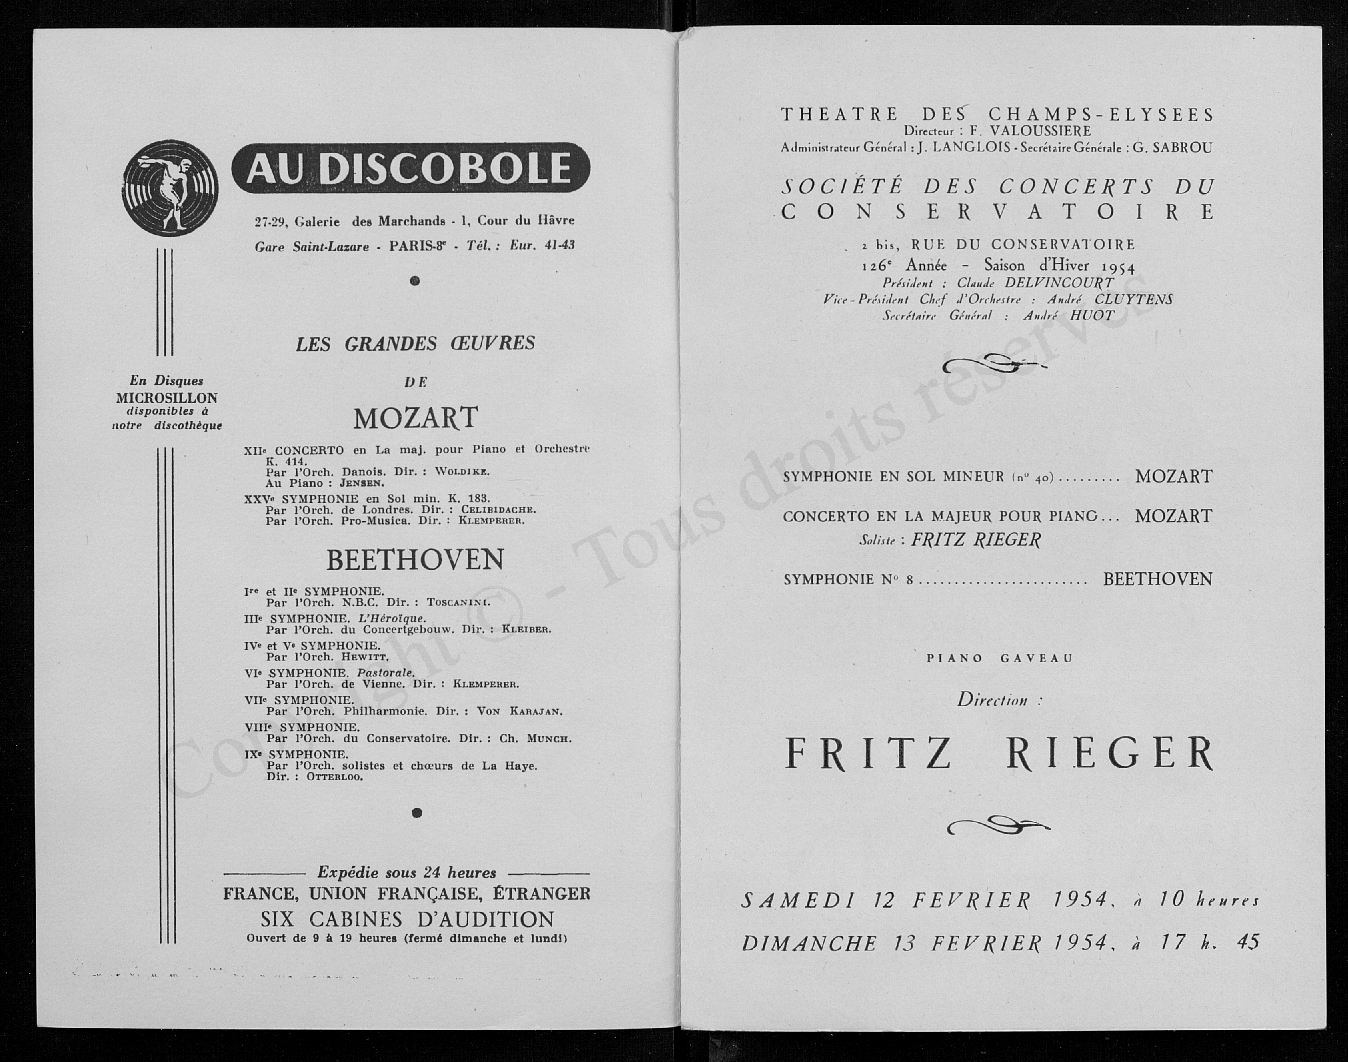 AU DISCOBOLE
27-29, Galerie des Marchands - 1, Cour du Hâvre
Gare Saint-Lazare - PARIS-8e - Tél. : Eur. 41-43
En Disques
MICROSILLON
disponibles à
notre discothèque
LES GRANDES ŒUVRES
DE
MOZART
XIIe CONCERTO en La maj. pour Piano et Orchestre
K. 414.
Par l'Orch. Danois. Dir. : WOLDIKE.
Au Piano : JENSEN.
XXVe SYMPHONIE en Sol min. K. 183.
Par l'Orch. de Londres. Dir. : CELIBIDACHE.
Par l'Orch. Pro-Musica. Dir. : KLEMPERER.
BEETHOVEN
Ire et IIe SYMPHONIE.
Par l'Orch. N.B.C. Dir. : TOSCANINI.
IIIe SYMPHONIE. L'Héroïque.
Par l'Orch. du Concertgebouw. Dir. : KLEIBER.
IVe et Ve SYMPHONIE.
Par l'Orch. HEWITT.
VIe SYMPHONIE. Pastorale.
Par l'Orch. de Vienne. Dir. : KLEMPERER.
VIIe SYMPHONIE.
Par l'Orch. Philharmonie. Dir. : VON KARAJAN.
VIIIe SYMPHONIE.
Par l'Orch. du Conservatoire. Dir. : Ch. MUNCH.
IXe SYMPHONIE.
Par l'Orch. solistes et chœurs de La Haye.
Dir. : OTTERLOO.
Expédie sous 24 heures
FRANCE, UNION FRANÇAISE, ÉTRANGER
SIX CABINES D'AUDITION
Ouvert de 9 à 19 heures (fermé dimanche et lundi)
THEATRE DES CHAMPS-ELYSEES
Directeur : F. VALOUSSIERE
Administrateur Général : J. LANGLOIS - Secrétaire Générale : G. SABROU
SOCIÉTÉ DES CONCERTS DU
CONSERVATOIRE
2 bis, RUE DU CONSERVATOIRE
126e Année - Saison d'Hiver 1954
Président : Claude DELVINCOURT
Vice-Président Chef d'Orchestre : André CLUYTENS
Secrétaire Général : André HUOT
SYMPHONIE EN SOL MINEUR (n° 40) ......... MOZART
CONCERTO EN LA MAJEUR POUR PIANO... MOZART
Soliste : FRITZ RIEGER
SYMPHONIE N° 8 ........................ BEETHOVEN
PIANO GAVEAU
Direction :
FRITZ RIEGER
SAMEDI 12 FEVRIER 1954, à 10 heures
DIMANCHE 13 FEVRIER 1954, à 17 h. 45
Copyright © - Tous droits réservés